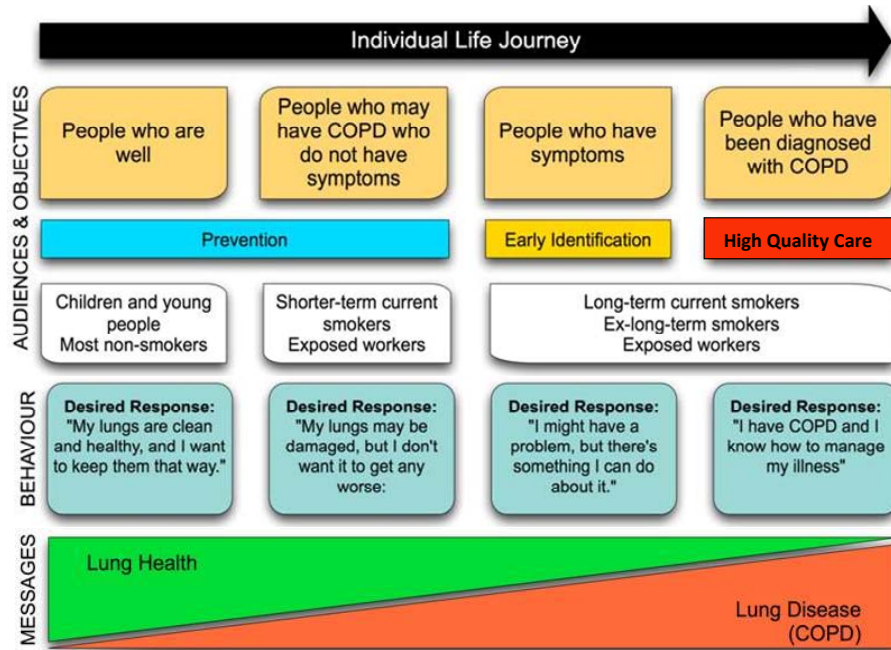 Individual Life Journey
AUDIENCES & OBJECTIVES
People who are
well
People who may
have COPD who
do not have
symptoms
People who have
symptoms
People who have
been diagnosed
with COPD
Prevention
Early Identification
High Quality Care
Children and young
people
Most non-smokers
Shorter-term current
smokers
Exposed workers
Long-term current smokers
Ex-long-term smokers
Exposed workers
BEHAVIOUR
Desired Response:
"My lungs are clean
and healthy, and I want
to keep them that way."
Desired Response:
"My lungs may be
damaged, but I don't
want it to get any
worse:
Desired Response:
"I might have a
problem, but there's
something I can do
about it."
Desired Response:
"I have COPD and I
know how to manage
my illness"
MESSAGES
Lung Health
Lung Disease
(COPD)